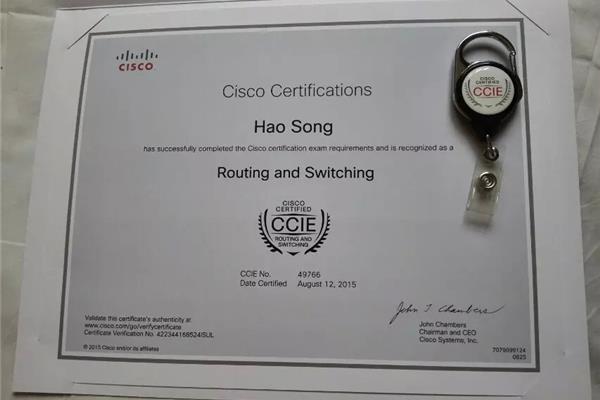 CISCO
Cisco Certifications
Hao Song
has successfully completed the Cisco certification exam requirements and is recognized as a
Routing and Switching
CISCO
CERTIFIED
CCIE
ROUTING AND
SWITCHING
CCIE No. 49766
Date Certified August 12, 2015
Validate this certificate's authenticity at
www.cisco.com/go/verifycertificate
Certificate Verification No. 422344168524ISUL
© 2015 Cisco and/or its affiliates
John T Chambers
John Chambers
Chairman and CEO
Cisco Systems, Inc.
7079099124
0825
CISCO
CERTIFIED
CCIE